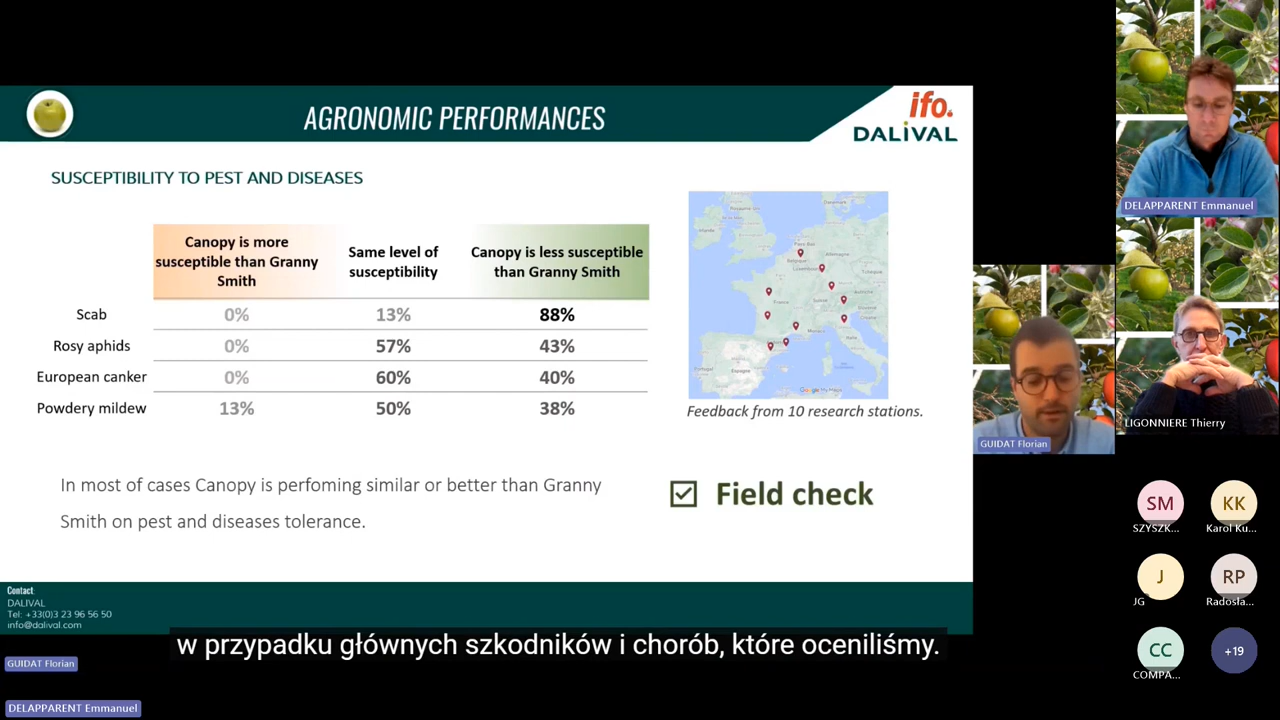 AGRONOMIC PERFORMANCES
ifo.
DALIVAL
SUSCEPTIBILITY TO PEST AND DISEASES
Canopy is more susceptible than Granny Smith
Same level of susceptibility
Canopy is less susceptible than Granny Smith
Scab 0% 13% 88%
Rosy aphids 0% 57% 43%
European canker 0% 60% 40%
Powdery mildew 13% 50% 38%
Feedback from 10 research stations.
In most of cases Canopy is perfoming similar or better than Granny
Smith on pest and diseases tolerance.
Field check
Contact:
DALIVAL
Tel: +33(0)3 23 96 56 50
info@dalival.com
w przypadku głównych szkodników i chorób, które oceniliśmy.
GUIDAT Florian
DELAPPARENT Emmanuel
DELAPPARENT Emmanuel
GUIDAT Florian
LIGONNIERE Thierry
SM
SZYSZK...
KK
Karol Ku...
J
JG
RP
Radosła...
CC
COMPA...
+19